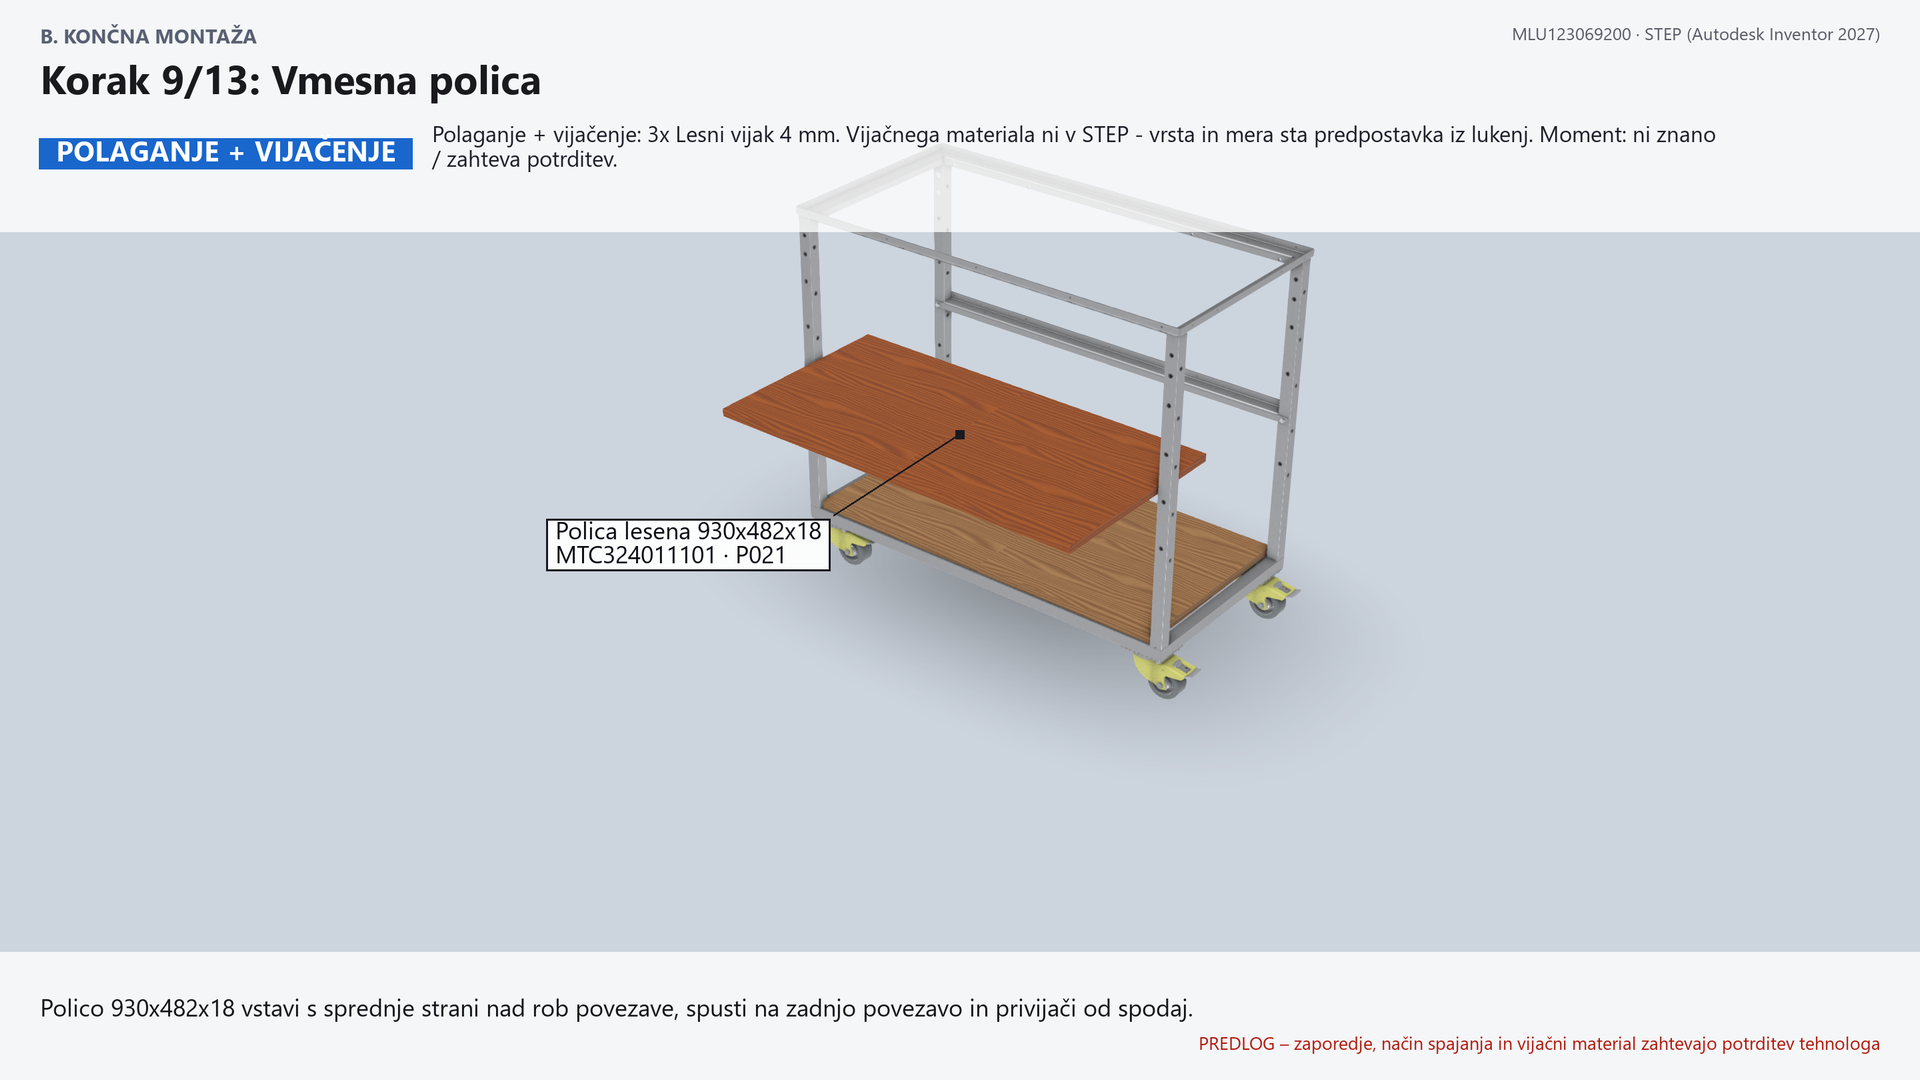 B. KONČNA MONTAŽA
MLU123069200 · STEP (Autodesk Inventor 2027)
Korak 9/13: Vmesna polica
POLAGANJE + VIJAČENJE
Polaganje + vijačenje: 3x Lesni vijak 4 mm. Vijačnega materiala ni v STEP - vrsta in mera sta predpostavka iz lukenj. Moment: ni znano
/ zahteva potrditev.
Polica lesena 930x482x18
MTC324011101 · P021
Polico 930x482x18 vstavi s sprednje strani nad rob povezave, spusti na zadnjo povezavo in privijači od spodaj.
PREDLOG – zaporedje, način spajanja in vijačni material zahtevajo potrditev tehnologa